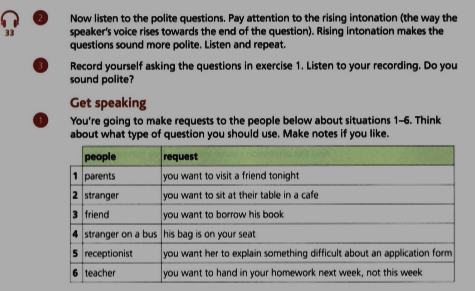 2 Now listen to the polite questions. Pay attention to the rising intonation (the way the
33 speaker's voice rises towards the end of the question). Rising intonation makes the
questions sound more polite. Listen and repeat.
3 Record yourself asking the questions in exercise 1. Listen to your recording. Do you
sound polite?
Get speaking
1 You're going to make requests to the people below about situations 1–6. Think
about what type of question you should use. Make notes if you like.
people request
1 parents you want to visit a friend tonight
2 stranger you want to sit at their table in a cafe
3 friend you want to borrow his book
4 stranger on a bus his bag is on your seat
5 receptionist you want her to explain something difficult about an application form
6 teacher you want to hand in your homework next week, not this week